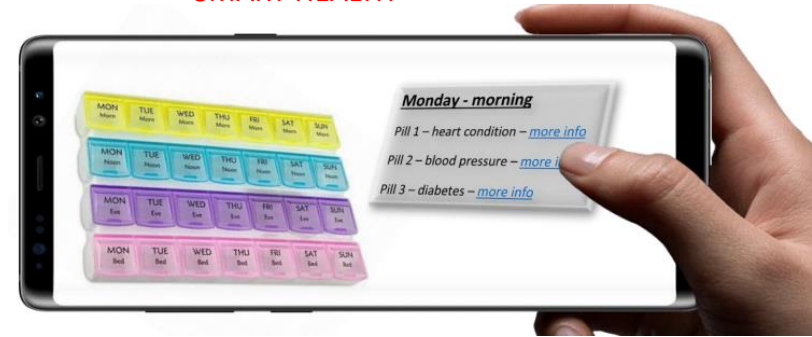 MON TUE WED THU FRI SAT SUN
Morn Morn Morn Morn Morn Morn Morn
MON TUE WED THU FRI SAT SUN
Noon Noon Noon Noon Noon Noon Noon
MON TUE WED THU FRI SAT SUN
Eve Eve Eve Eve Eve Eve Eve
MON TUE WED THU FRI SAT SUN
Bed Bed Bed Bed Bed Bed Bed
Monday - morning
Pill 1 – heart condition – more info
Pill 2 – blood pressure – more
Pill 3 – diabetes – more info